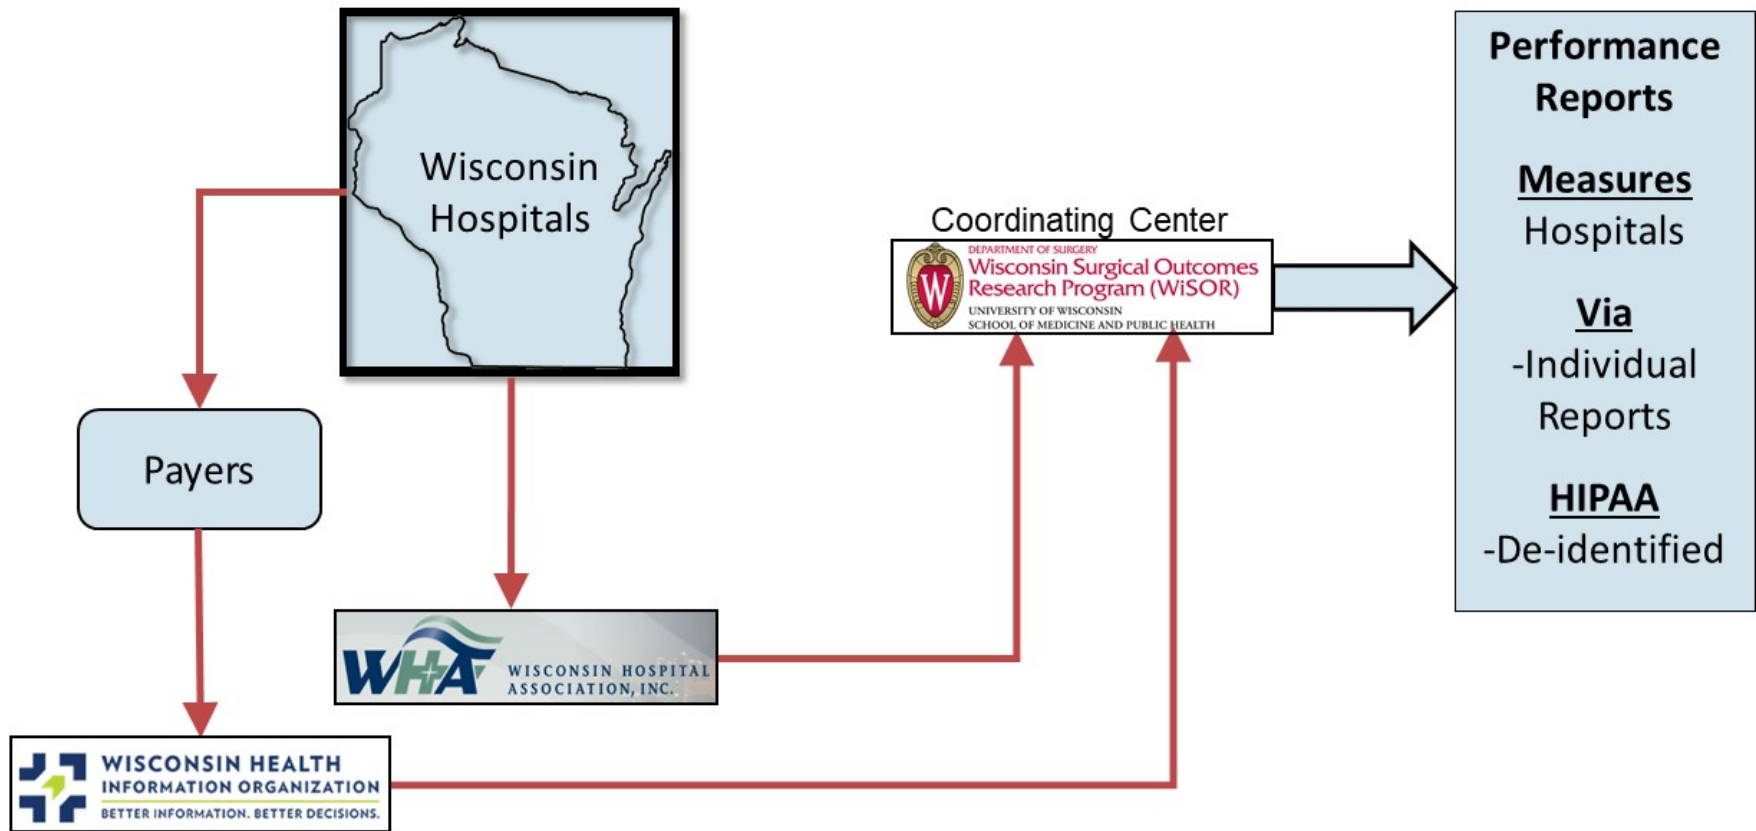 Wisconsin
Hospitals
Payers
WHA
WISCONSIN HOSPITAL
ASSOCIATION, INC.
WISCONSIN HEALTH
INFORMATION ORGANIZATION
BETTER INFORMATION. BETTER DECISIONS.
Coordinating Center
W
DEPARTMENT OF SURGERY
Wisconsin Surgical Outcomes
Research Program (WiSOR)
UNIVERSITY OF WISCONSIN
SCHOOL OF MEDICINE AND PUBLIC HEALTH
Performance
Reports
Measures
Hospitals
Via
-Individual
Reports
HIPAA
-De-identified